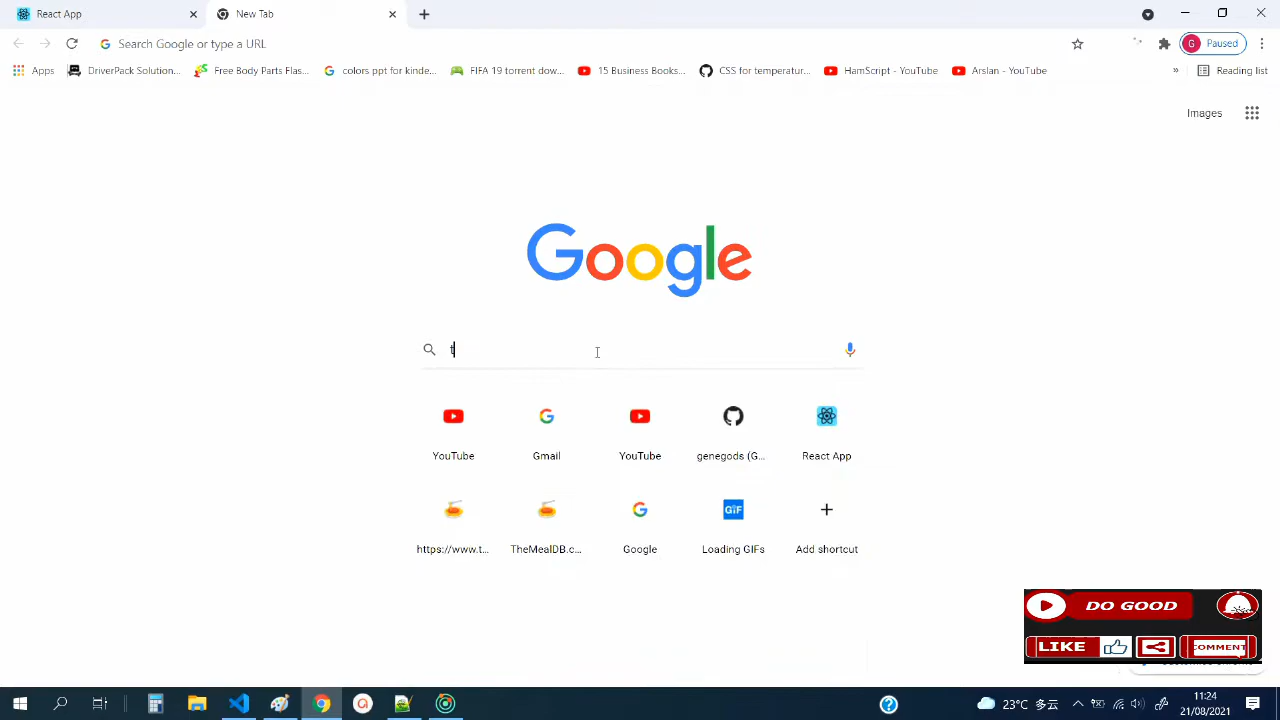 React App
New Tab
Search Google or type a URL
Paused
G
Apps
DriverPack Solution...
Free Body Parts Flas...
colors ppt for kinde...
FIFA 19 torrent dow...
15 Business Books...
CSS for temperatur...
HamScript - YouTube
Arslan - YouTube
»
Reading list
Images
Google
t
YouTube
Gmail
YouTube
genegods (G...
React App
https://www.t...
TheMealDB.c...
Google
GIF
Loading GIFs
Add shortcut
DO GOOD
LIKE
COMMENT
23°C 多云
11:24
21/08/2021